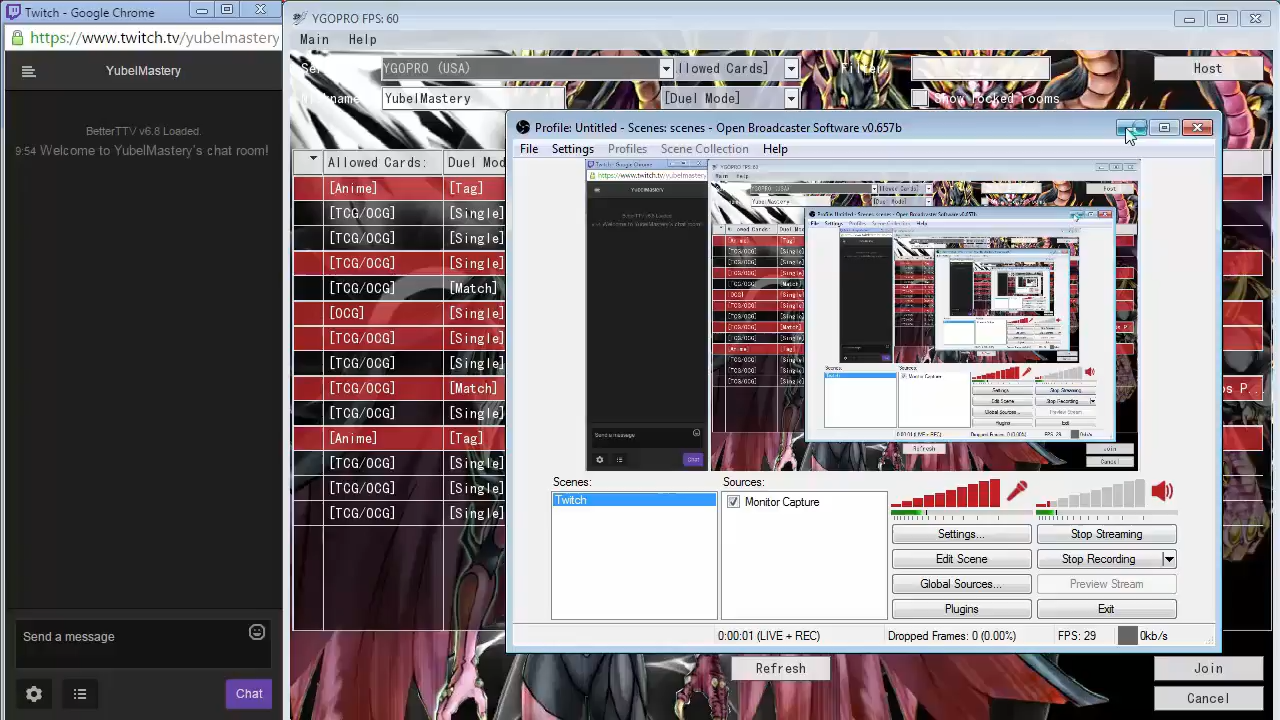 Twitch - Google Chrome
https://www.twitch.tv/yubelmastery
YubelMastery
BetterTTV v6.8 Loaded.
9:54 Welcome to YubelMastery's chat room!
Send a message
Chat
YGOPRO FPS: 60
Main Help
YGOPRO (USA)
llowed Cards]
Filter
Host
YubelMastery
[Duel Mode]
Show locked rooms
Allowed Cards: Duel Mod
[Anime] [Tag]
[TCG/OCG] [Single]
[TCG/OCG] [Single]
[TCG/OCG] [Single]
[TCG/OCG] [Match]
[OCG] [Single]
[TCG/OCG] [Single]
[TCG/OCG] [Single]
[TCG/OCG] [Match]
[TCG/OCG] [Single]
[Anime] [Tag]
[TCG/OCG] [Single]
[TCG/OCG] [Single]
[TCG/OCG] [Single]
Refresh
Join
Cancel
Profile: Untitled - Scenes: scenes - Open Broadcaster Software v0.657b
File Settings Profiles Scene Collection Help
Scenes:
Twitch
Sources:
Monitor Capture
Settings...
Stop Streaming
Edit Scene
Stop Recording
Global Sources...
Preview Stream
Plugins
Exit
0:00:01 (LIVE + REC)
Dropped Frames: 0 (0.00%)
FPS: 29
0kb/s